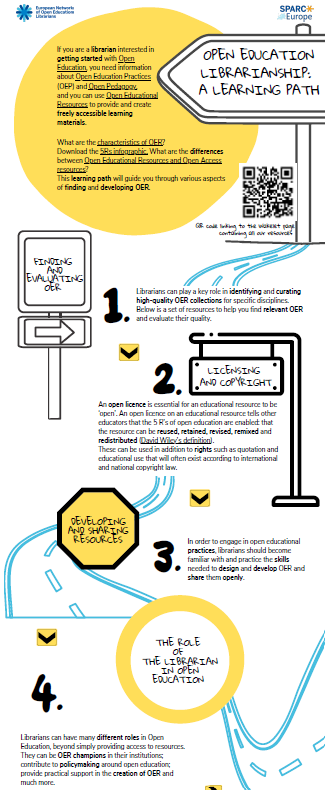 European Network
of Open Education
Librarians
SPARC
Europe
OPEN EDUCATION
LIBRARIANSHIP:
A LEARNING PATH
If you are a librarian interested in
getting started with Open
Education, you need information
about Open Education Practices
(OEP) and Open Pedagogy,
and you can use Open Educational
Resources to provide and create
freely accessible learning
materials.
What are the characteristics of OER?
Download the 5Rs infographic. What are the differences
between Open Educational Resources and Open Access
resources?
This learning path will guide you through various aspects
of finding and developing OER.
QR code linking to the Wakelet page
containing all our resources
FINDING
AND
EVALUATING
OER
1.
Librarians can play a key role in identifying and curating
high-quality OER collections for specific disciplines.
Below is a set of resources to help you find relevant OER
and evaluate their quality.
2.
LICENSING
AND COPYRIGHT
An open licence is essential for an educational resource to be
'open'. An open licence on an educational resource tells other
educators that the 5 R's of open education are enabled: that
the resource can be reused, retained, revised, remixed and
redistributed (David Wiley's definition).
These can be used in addition to rights such as quotation and
educational use that will often exist according to international
and national copyright law.
DEVELOPING
AND SHARING
RESOURCES
3.
In order to engage in open educational
practices, librarians should become
familiar with and practice the skills
needed to design and develop OER and
share them openly.
THE ROLE
OF
THE LIBRARIAN
IN OPEN
EDUCATION
4.
Librarians can have many different roles in Open
Education, beyond simply providing access to resources.
They can be OER champions in their institutions;
contribute to policymaking around open education;
provide practical support in the creation of OER and
much more.